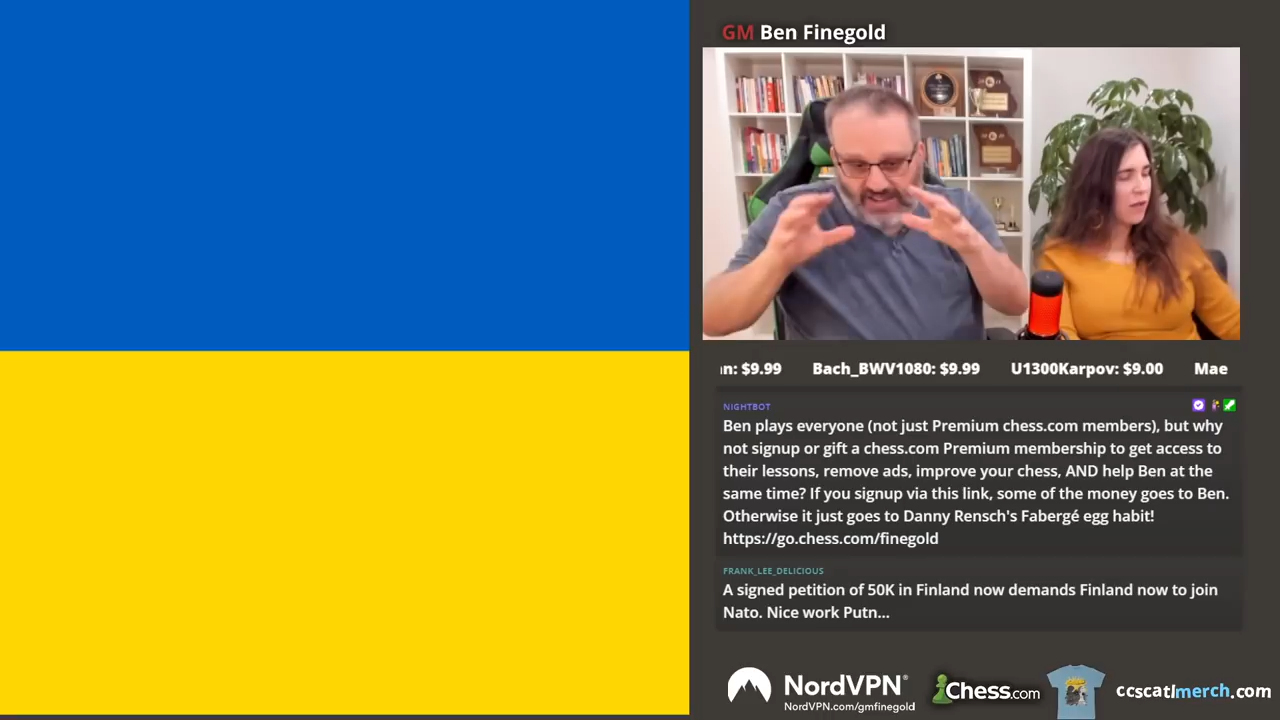 GM Ben Finegold
in: $9.99 Bach_BWV1080: $9.99 U1300Karpov: $9.00 Mae
NIGHTBOT
Ben plays everyone (not just Premium chess.com members), but why
not signup or gift a chess.com Premium membership to get access to
their lessons, remove ads, improve your chess, AND help Ben at the
same time? If you signup via this link, some of the money goes to Ben.
Otherwise it just goes to Danny Rensch's Fabergé egg habit!
https://go.chess.com/finegold
FRANK_LEE_DELICIOUS
A signed petition of 50K in Finland now demands Finland now to join
Nato. Nice work Putn...
NordVPN®
NordVPN.com/gmfinegold
Chess.com
ccscatlmerch.com